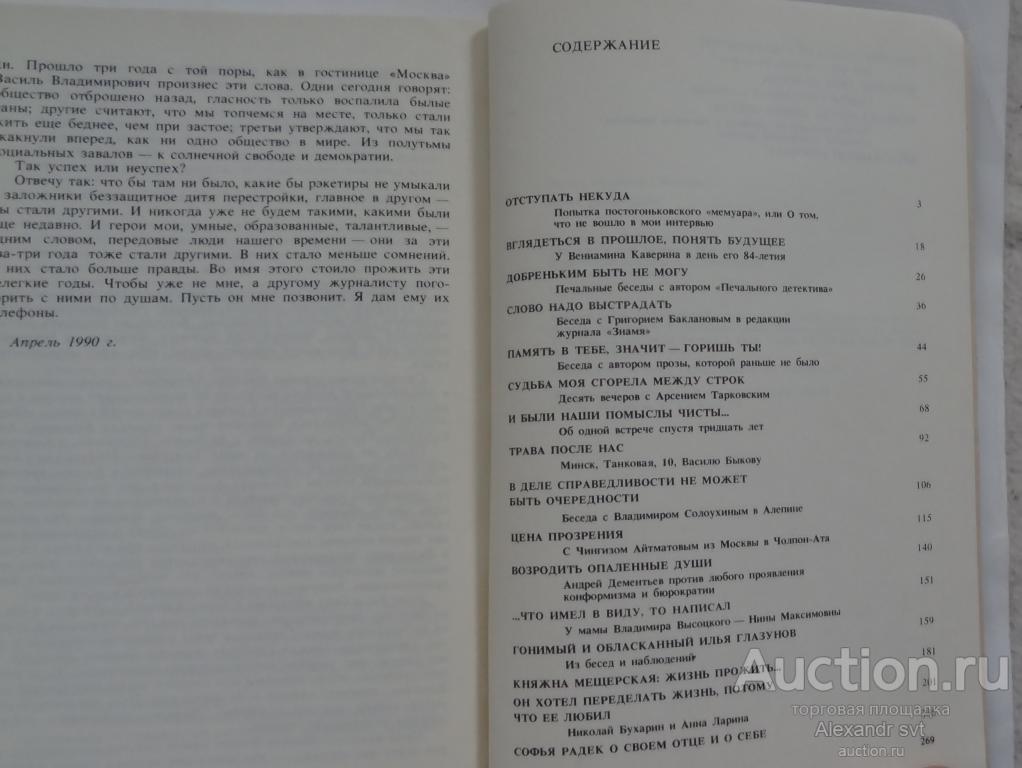 ки. Прошло три года с той поры, как в гостинице «Москва»
Василь Владимирович произнес эти слова. Одни сегодня говорят:
общество отброшено назад, гласность только воспалила былые
раны; другие считают, что мы топчемся на месте, только стали
жить еще беднее, чем при застое; третьи утверждают, что мы так
скакнули вперед, как ни одно общество в мире. Из полутьмы
социальных завалов — к солнечной свободе и демократии.
Так успех или неуспех?
Отвечу так: что бы там ни было, какие бы рэкетиры не умыкали
заложники беззащитное дитя перестройки, главное в другом —
мы стали другими. И никогда уже не будем такими, какими были
еще недавно. И герои мои, умные, образованные, талантливые, —
одним словом, передовые люди нашего времени — они за эти
два-три года тоже стали другими. В них стало меньше сомнений.
них стало больше правды. Во имя этого стоило прожить эти
нелегкие годы. Чтобы уже не мне, а другому журналисту пого-
ворить с ними по душам. Пусть он мне позвонит. Я дам ему их
телефоны.
Апрель 1990 г.
СОДЕРЖАНИЕ
ОТСТУПАТЬ НЕКУДА 3
Попытка постогоньковского «мемуара», или О том,
что не вошло в мои интервью
ВГЛЯДЕТЬСЯ В ПРОШЛОЕ, ПОНЯТЬ БУДУЩЕЕ 18
У Вениамина Каверина в день его 84-летия
ДОБРЕНЬКИМ БЫТЬ НЕ МОГУ 26
Печальные беседы с автором «Печального детектива»
СЛОВО НАДО ВЫСТРАДАТЬ 36
Беседа с Григорием Баклановым в редакции
журнала «Знамя»
ПАМЯТЬ В ТЕБЕ, ЗНАЧИТ — ГОРИШЬ ТЫ! 44
Беседа с автором прозы, которой раньше не было
СУДЬБА МОЯ СГОРЕЛА МЕЖДУ СТРОК 55
Десять вечеров с Арсением Тарковским
И БЫЛИ НАШИ ПОМЫСЛЫ ЧИСТЫ... 68
Об одной встрече спустя тридцать лет
ТРАВА ПОСЛЕ НАС 92
Минск, Танковая, 10, Василю Быкову
В ДЕЛЕ СПРАВЕДЛИВОСТИ НЕ МОЖЕТ
БЫТЬ ОЧЕРЕДНОСТИ 106
Беседа с Владимиром Солоухиным в Алепине
ЦЕНА ПРОЗРЕНИЯ 115
С Чингизом Айтматовым из Москвы в Чолпон-Ата
ВОЗРОДИТЬ ОПАЛЕННЫЕ ДУШИ 140
Андрей Дементьев против любого проявления
конформизма и бюрократии
...ЧТО ИМЕЛ В ВИДУ, ТО НАПИСАЛ 151
У мамы Владимира Высоцкого — Нины Максимовны
ГОНИМЫЙ И ОБЛАСКАННЫЙ ИЛЬЯ ГЛАЗУНОВ 159
Из бесед и наблюдений
КНЯЖНА МЕЩЕРСКАЯ: ЖИЗНЬ ПРОЖИТЬ... 181
ОН ХОТЕЛ ПЕРЕДЕЛАТЬ ЖИЗНЬ, ПОТОМУ 201
ЧТО ЕЕ ЛЮБИЛ
Николай Бухарин и Анна Ларина
СОФЬЯ РАДЕК О СВОЕМ ОТЦЕ И О СЕБЕ 269
Auction.ru
торговая площадка
Alexandr svt
auction.ru